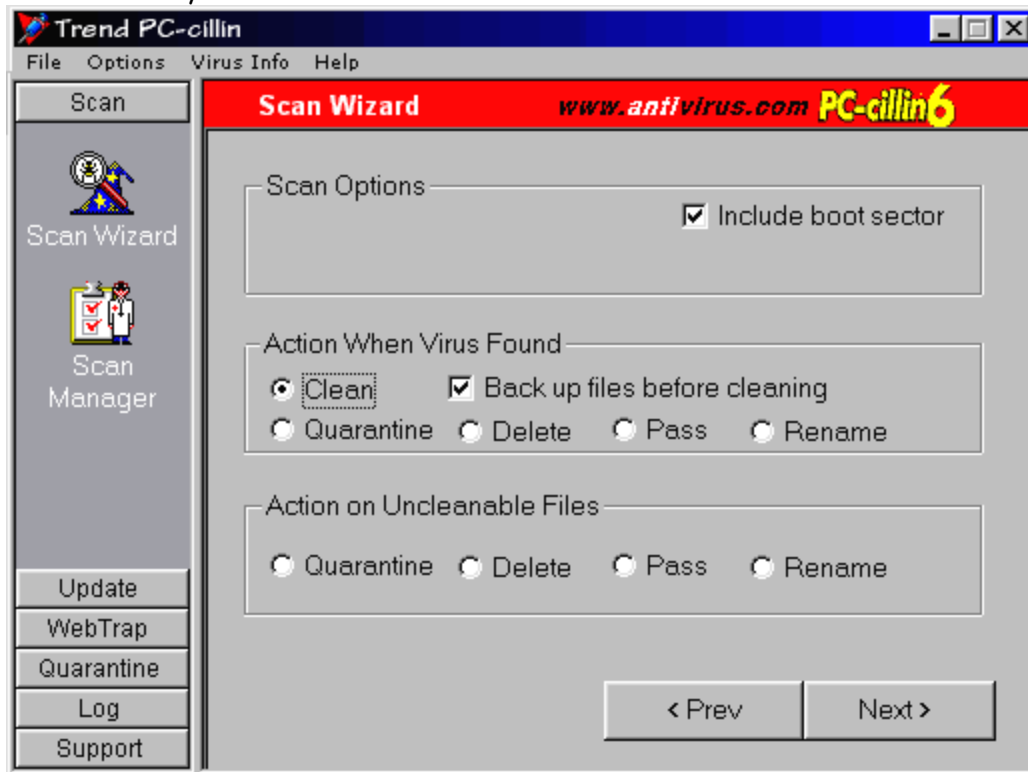 Trend PC-cillin
File Options Virus Info Help
Scan
Scan Wizard www.antivirus.com PC-cillin6
Scan Wizard
Scan
Manager
Update
WebTrap
Quarantine
Log
Support
Scan Options
Include boot sector
Action When Virus Found
Clean Back up files before cleaning
Quarantine Delete Pass Rename
Action on Uncleanable Files
Quarantine Delete Pass Rename
< Prev Next >